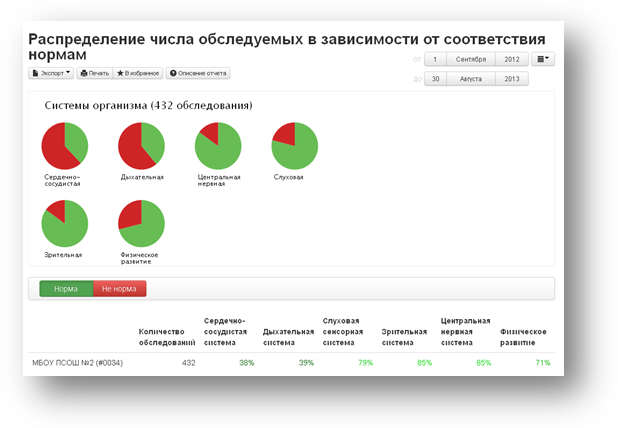 Распределение числа обследуемых в зависимости от соответствия
нормам
от 1 Сентября 2012
Экспорт Печать В избранное Описание отчета
до 30 Августа 2013
Системы организма (432 обследования)
Сердечно-
сосудистая
Дыхательная
Центральная
нервная
Слуховая
Зрительная
Физическое
развитие
Норма Не норма
Количество
обследований
Сердечно-
сосудистая
система
Дыхательная
система
Слуховая
сенсорная
система
Зрительная
система
Центральная
нервная
система
Физическое
развитие
МБОУ ПСОШ №2 (#0034) 432 38% 39% 79% 85% 85% 71%